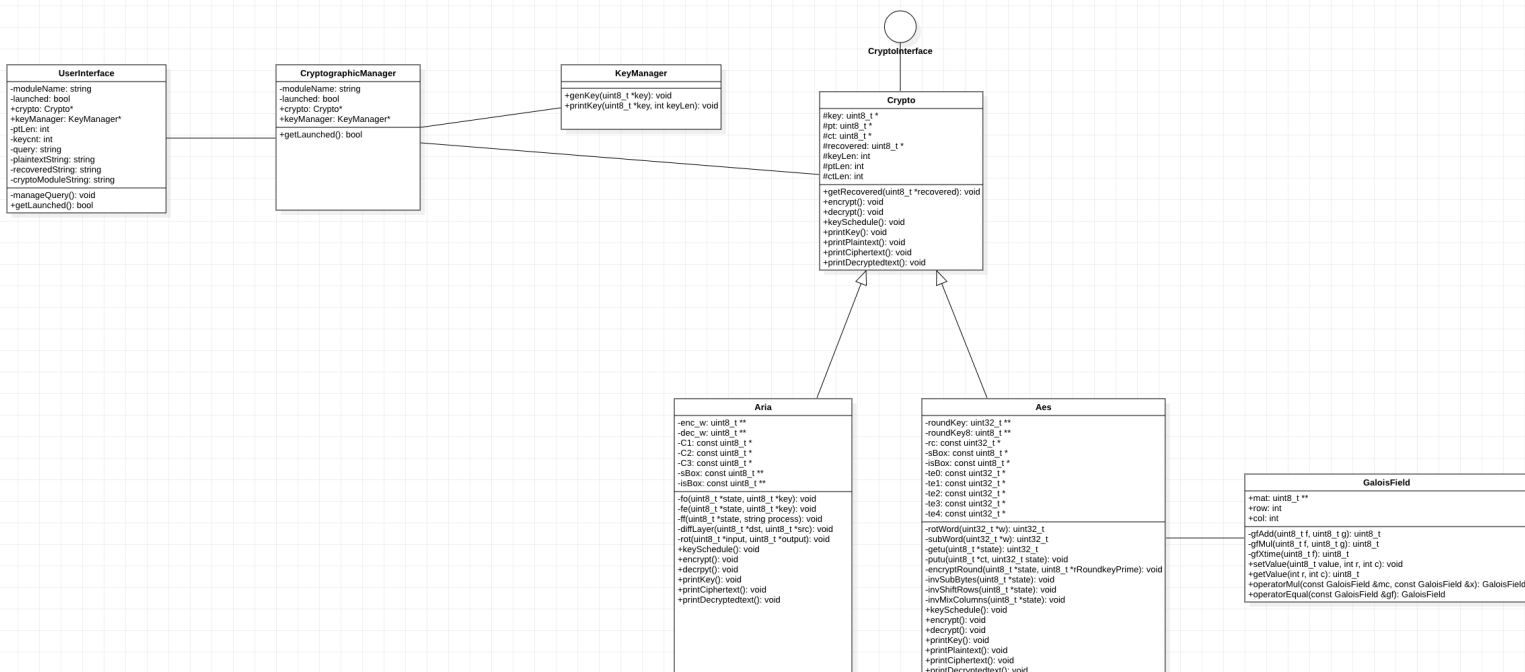 CryptoInterface
UserInterface
-moduleName: string
-launched: bool
+crypto: Crypto*
+keyManager: KeyManager*
-ptLen: int
-keycnt: int
-query: string
-plaintextString: string
-recoveredString: string
-cryptoModuleString: string
-manageQuery(): void
+getLaunched(): bool
CryptographicManager
-moduleName: string
-launched: bool
+crypto: Crypto*
+keyManager: KeyManager*
+getLaunched(): bool
KeyManager
+genKey(uint8_t *key): void
+printKey(uint8_t *key, int keyLen): void
Crypto
#key: uint8_t *
#pt: uint8_t *
#ct: uint8_t *
#recovered: uint8_t *
#keyLen: int
#ptLen: int
#ctLen: int
+getRecovered(uint8_t *recovered): void
+encrypt(): void
+decrypt(): void
+keySchedule(): void
+printKey(): void
+printPlaintext(): void
+printCiphertext(): void
+printDecryptedtext(): void
Aria
-enc_w: uint8_t **
-dec_w: uint8_t **
-C1: const uint8_t *
-C2: const uint8_t *
-C3: const uint8_t *
-sBox: const uint8_t **
-isBox: const uint8_t **
-fo(uint8_t *state, uint8_t *key): void
-fe(uint8_t *state, uint8_t *key): void
-ff(uint8_t *state, string process): void
-diffLayer(uint8_t *dst, uint8_t *src): void
-rot(uint8_t *input, uint8_t *output): void
+keySchedule(): void
+encrypt(): void
+decrpyt(): void
+printKey(): void
+printCiphertext(): void
+printDecryptedtext(): void
Aes
-roundKey: uint32_t **
-roundKey8: uint8_t **
-rc: const uint32_t *
-sBox: const uint8_t *
-isBox: const uint8_t *
-te0: const uint32_t *
-te1: const uint32_t *
-te2: const uint32_t *
-te3: const uint32_t *
-te4: const uint32_t *
-rotWord(uint32_t *w): uint32_t
-subWord(uint32_t *w): uint32_t
-getu(uint8_t *state): uint32_t
-putu(uint8_t *ct, uint32_t state): void
-encryptRound(uint8_t *state, uint8_t *rRoundkeyPrime): void
-invSubBytes(uint8_t *state): void
-invShiftRows(uint8_t *state): void
-invMixColumns(uint8_t *state): void
+keySchedule(): void
+encrypt(): void
+decrypt(): void
+printKey(): void
+printPlaintext(): void
+printCiphertext(): void
+printDecryptedtext(): void
GaloisField
+mat: uint8_t **
+row: int
+col: int
-gfAdd(uint8_t f, uint8_t g): uint8_t
-gfMul(uint8_t f, uint8_t g): uint8_t
-gfXtime(uint8_t f): uint8_t
+setValue(uint8_t value, int r, int c): void
+getValue(int r, int c): uint8_t
+operatorMul(const GaloisField &mc, const GaloisField &x): GaloisField
+operatorEqual(const GaloisField &gf): GaloisField